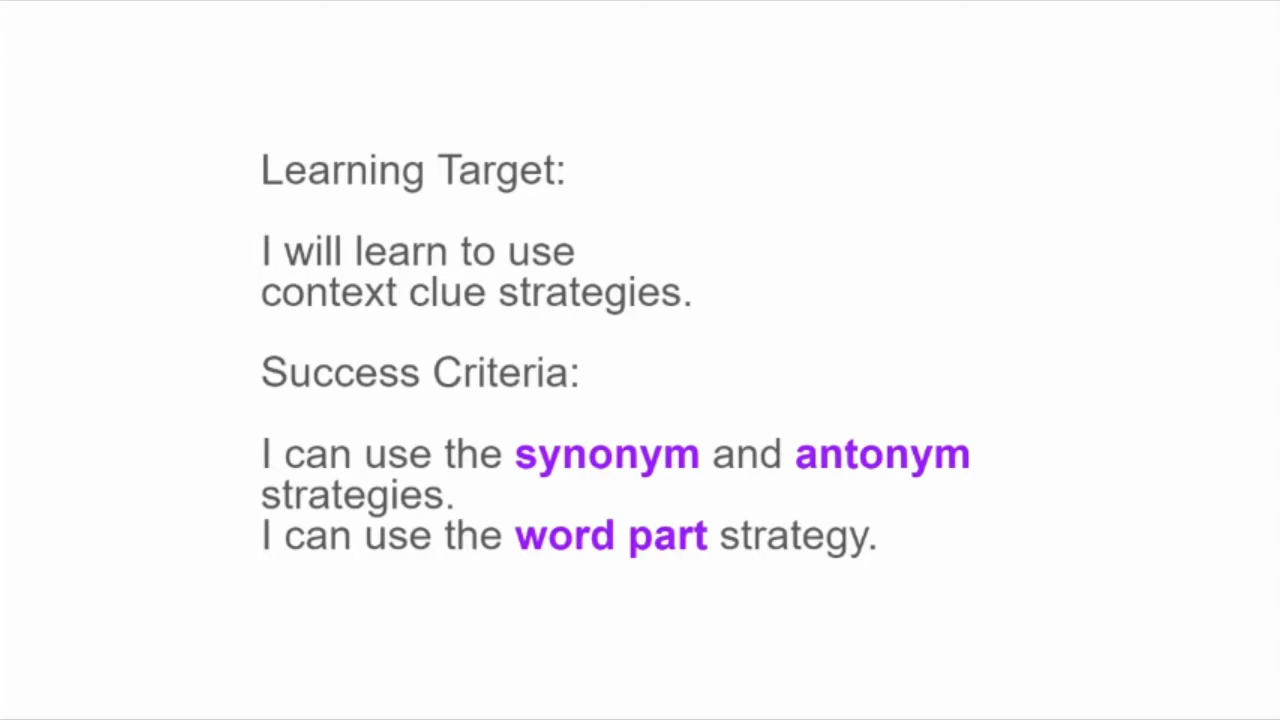 Learning Target:
I will learn to use
context clue strategies.
Success Criteria:
I can use the synonym and antonym
strategies.
I can use the word part strategy.